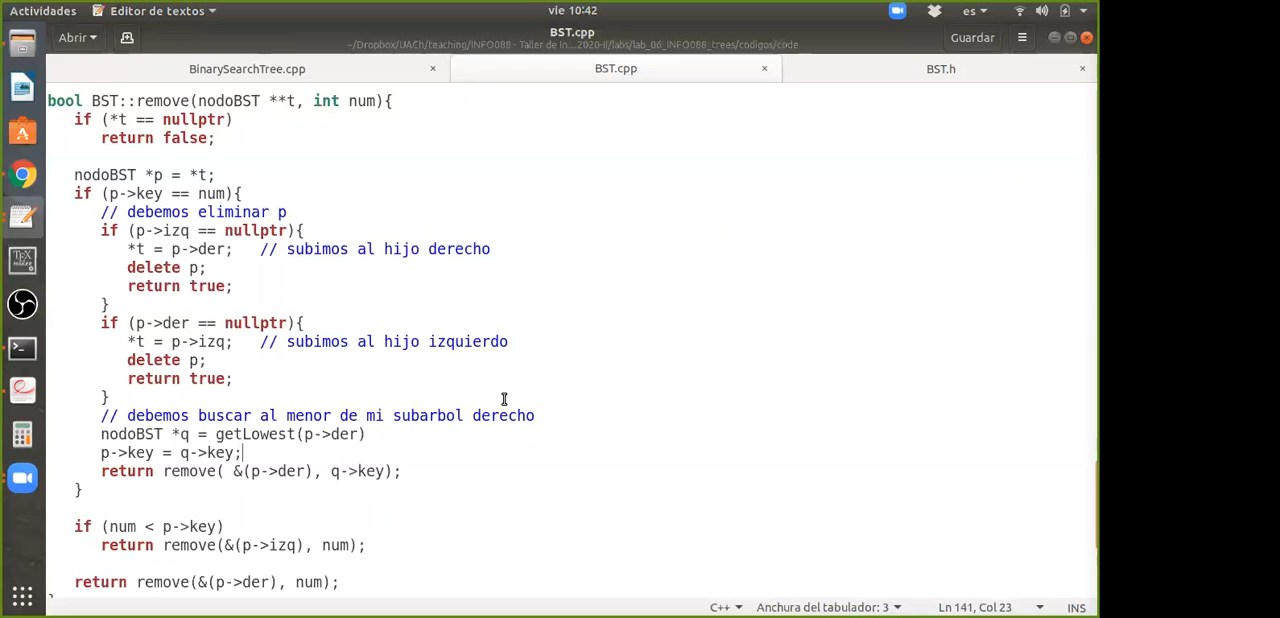 Actividades Editor de textos vie 10:42 es
Abrir BST.cpp Guardar
~/Dropbox/UACh/teaching/INFO088 - Taller de In...2020-II/labs/lab_06_INFO088_trees/codigos/code
BinarySearchTree.cpp × BST.cpp × BST.h ×
bool BST::remove(nodoBST **t, int num){
if (*t == nullptr)
return false;
nodoBST *p = *t;
if (p->key == num){
// debemos eliminar p
if (p->izq == nullptr){
*t = p->der; // subimos al hijo derecho
delete p;
return true;
}
if (p->der == nullptr){
*t = p->izq; // subimos al hijo izquierdo
delete p;
return true;
}
// debemos buscar al menor de mi subarbol derecho
nodoBST *q = getLowest(p->der)
p->key = q->key;
return remove( &(p->der), q->key);
}
if (num < p->key)
return remove(&(p->izq), num);
return remove(&(p->der), num);
C++ Anchura del tabulador: 3 Ln 141, Col 23 INS